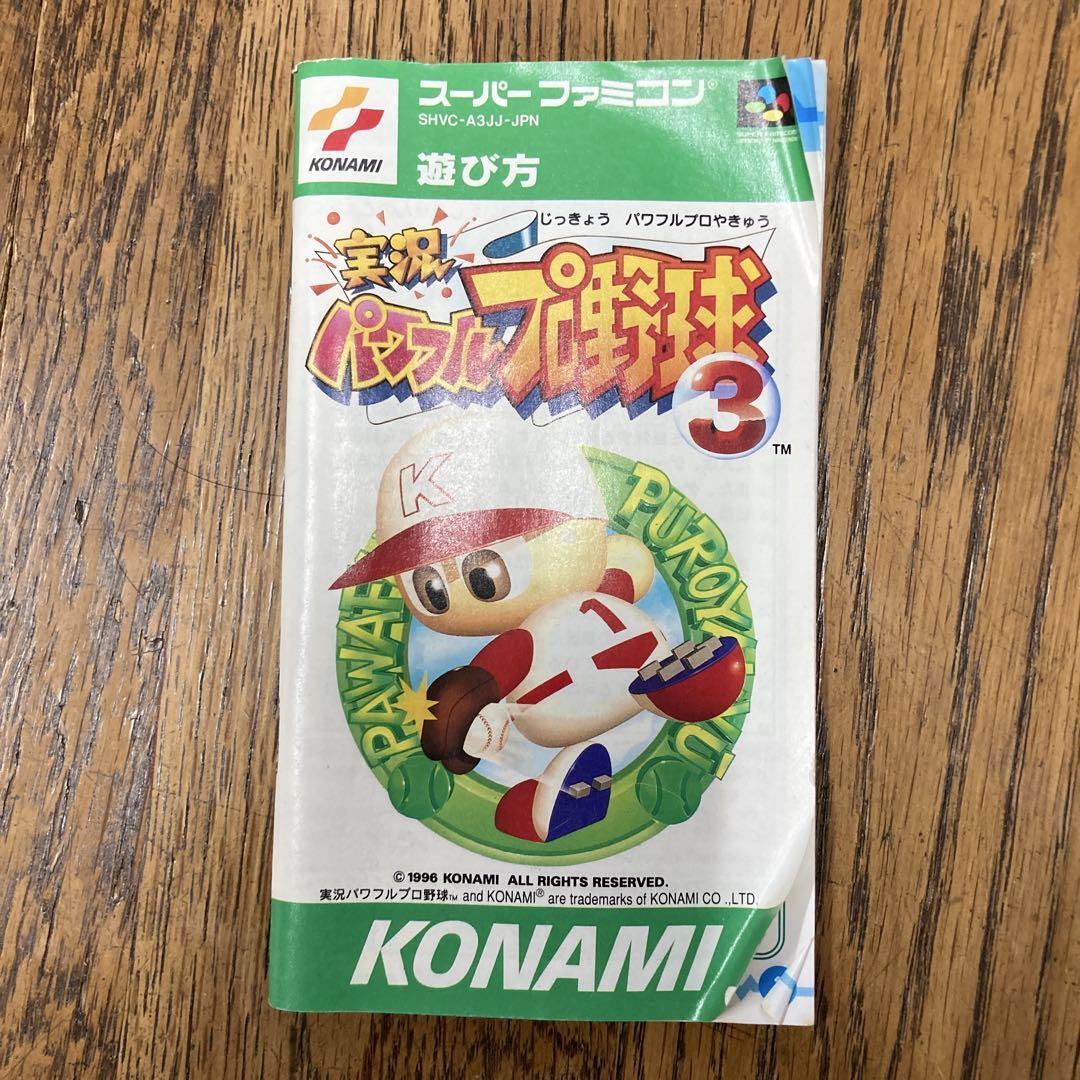 KONAMI
スーパーファミコン®
SHVC-A3JJ-JPN
遊び方
じっきょう パワフルプロやきゅう
実況
パワフルプロ野球
3
TM
K
PUROYAKYU
PAWAFURU
© 1996 KONAMI ALL RIGHTS RESERVED.
実況パワフルプロ野球™ and KONAMI® are trademarks of KONAMI CO.,LTD.
KONAMI